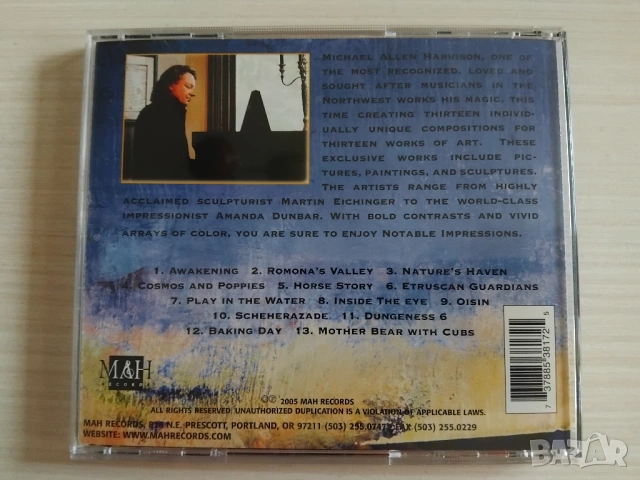 Michael Allen Harrison, one of
the most recognized, loved and
sought after musicians in the
Northwest works his magic. This
time creating thirteen individ-
ually unique compositions for
thirteen works of art. These
exclusive works include pic-
tures, paintings, and sculptures.
The artists range from highly
acclaimed sculpturist Martin Eichinger to the world-class
impressionist Amanda Dunbar. With bold contrasts and vivid
arrays of color, you are sure to enjoy Notable Impressions.
1. Awakening 2. Romona's Valley 3. Nature's Haven
4. Cosmos and Poppies 5. Horse Story 6. Etruscan Guardians
7. Play in the Water 8. Inside The Eye 9. Oisin
10. Scheherazade 11. Dungeness 6
12. Baking Day 13. Mother Bear with Cubs
MAH
RECORDS
7 37885 38172 5
©℗ 2005 MAH RECORDS
ALL RIGHTS RESERVED. UNAUTHORIZED DUPLICATION IS A VIOLATION OF APPLICABLE LAWS.
MAH RECORDS, N.E. PRESCOTT, PORTLAND, OR 97211 (503) FAX (503) 255.0229
WEBSITE: WWW.MAHRECORDS.COM
BAZAR